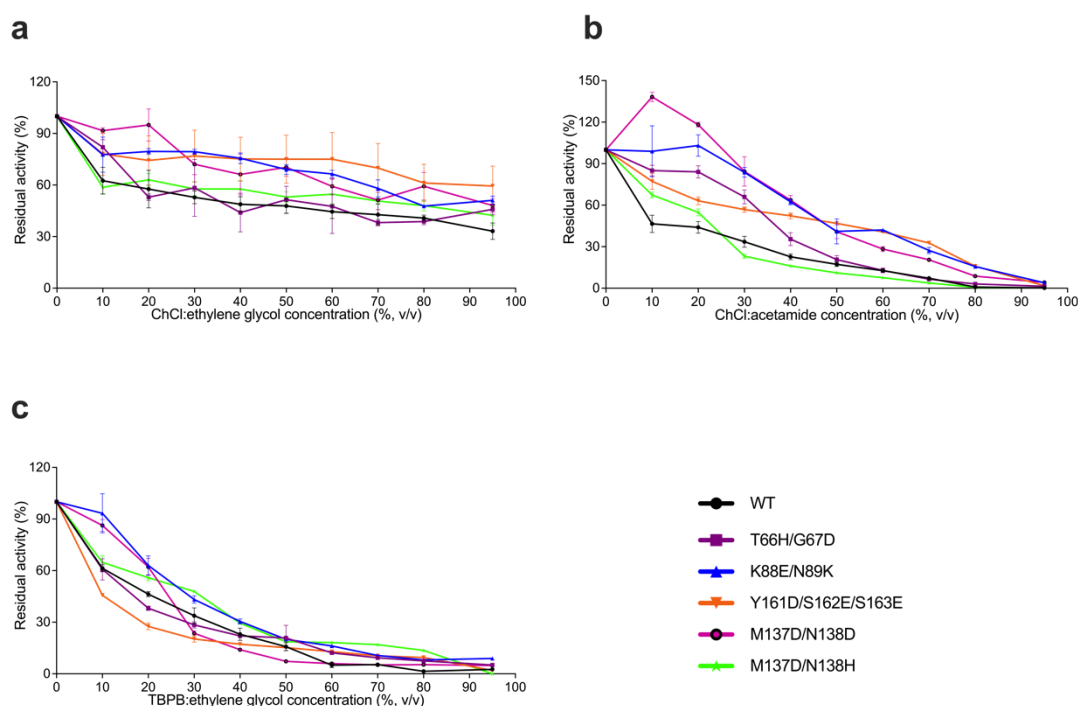 a
120
90
60
30
0
Residual activity (%)
0 10 20 30 40 50 60 70 80 90 100
ChCl:ethylene glycol concentration (%, v/v)
b
150
120
90
60
30
0
Residual activity (%)
0 10 20 30 40 50 60 70 80 90 100
ChCl:acetamide concentration (%, v/v)
c
120
90
60
30
0
Residual activity (%)
0 10 20 30 40 50 60 70 80 90 100
TBPB:ethylene glycol concentration (%, v/v)
WT
T66H/G67D
K88E/N89K
Y161D/S162E/S163E
M137D/N138D
M137D/N138H